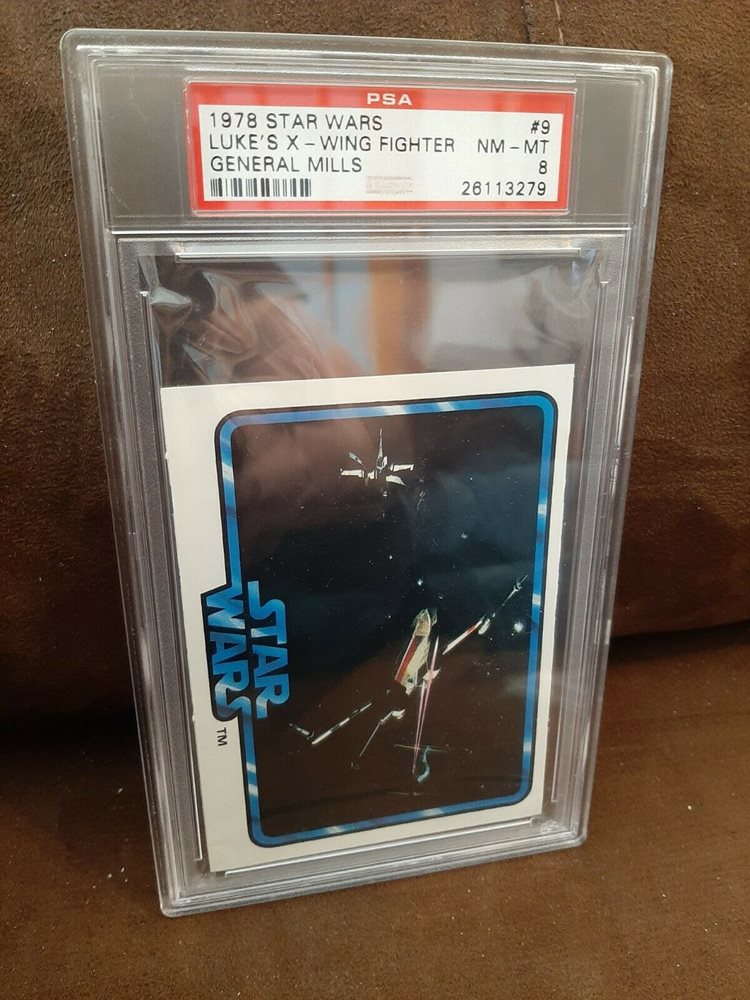 PSA
1978 STAR WARS #9
LUKE'S X-WING FIGHTER NM-MT
GENERAL MILLS 8
26113279
STAR
WARS
TM